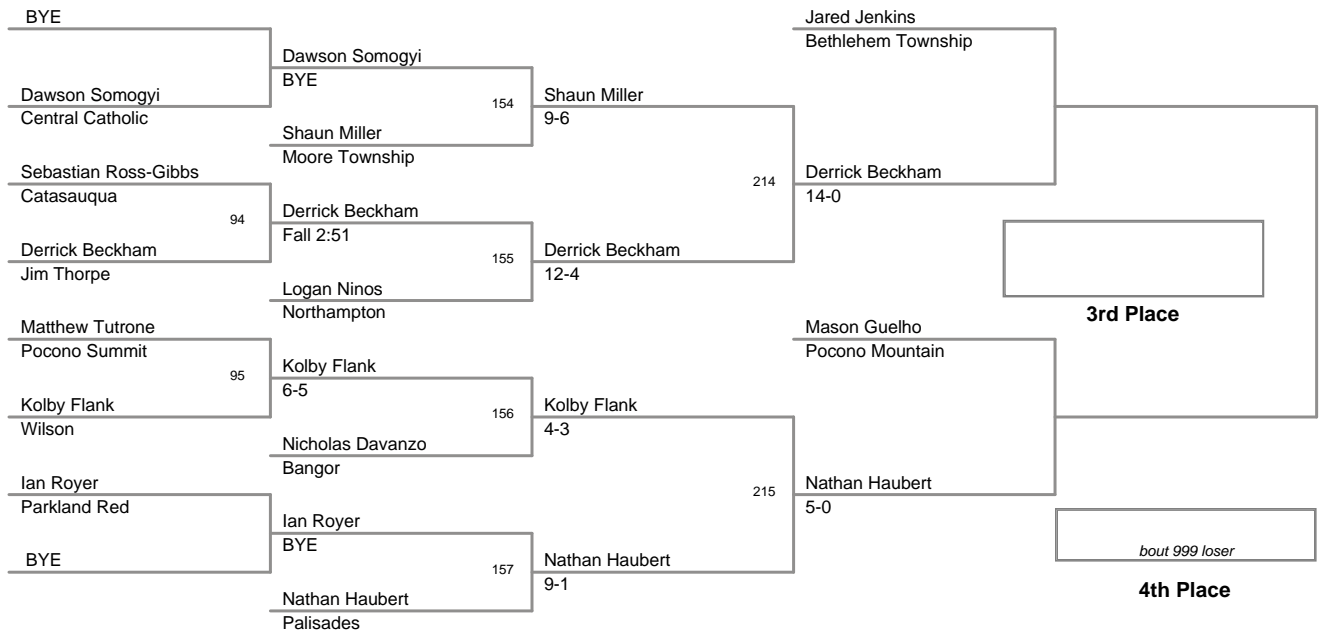 BYE
Dawson Somogyi
Central Catholic
Sebastian Ross-Gibbs
Catasauqua
94
Derrick Beckham
Jim Thorpe
Matthew Tutrone
Pocono Summit
95
Kolby Flank
Wilson
Ian Royer
Parkland Red
BYE
Dawson Somogyi
BYE
154
Shaun Miller
Moore Township
Derrick Beckham
Fall 2:51
155
Logan Ninos
Northampton
Kolby Flank
6-5
156
Nicholas Davanzo
Bangor
Ian Royer
BYE
157
Nathan Haubert
Palisades
Shaun Miller
9-6
214
Derrick Beckham
12-4
Kolby Flank
4-3
215
Nathan Haubert
9-1
Jared Jenkins
Bethlehem Township
Derrick Beckham
14-0
Mason Guelho
Pocono Mountain
Nathan Haubert
5-0
3rd Place
bout 999 loser
4th Place